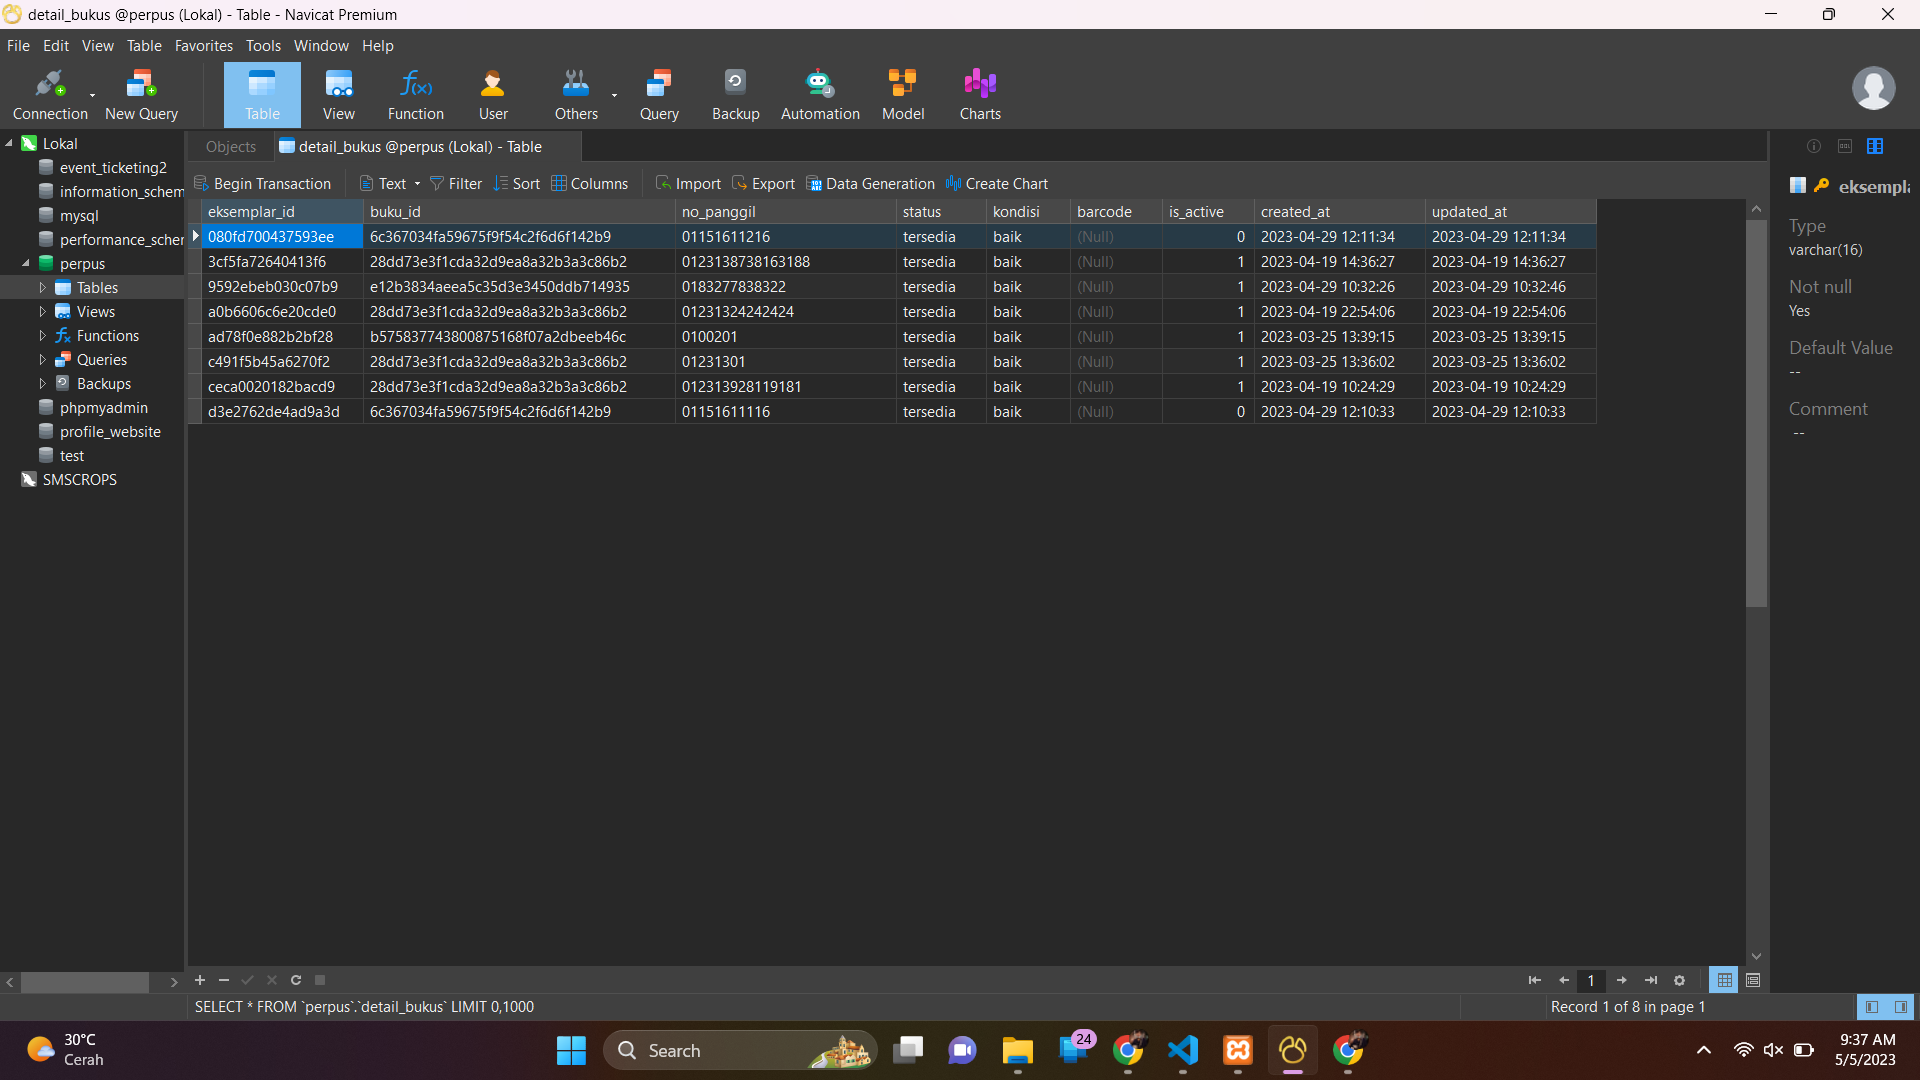 detail_bukus @perpus (Lokal) - Table - Navicat Premium
File Edit View Table Favorites Tools Window Help
Connection New Query Table View Function User Others Query Backup Automation Model Charts
Lokal
event_ticketing2
information_schem
mysql
performance_scher
perpus
Tables
Views
Functions
Queries
Backups
phpmyadmin
profile_website
test
SMSCROPS
Objects detail_bukus @perpus (Lokal) - Table
Begin Transaction Text Filter Sort Columns Import Export Data Generation Create Chart
eksemplar_id buku_id no_panggil status kondisi barcode is_active created_at updated_at
080fd700437593ee 6c367034fa59675f9f54c2f6d6f142b9 01151611216 tersedia baik (Null) 0 2023-04-29 12:11:34 2023-04-29 12:11:34
3cf5fa72640413f6 28dd73e3f1cda32d9ea8a32b3a3c86b2 0123138738163188 tersedia baik (Null) 1 2023-04-19 14:36:27 2023-04-19 14:36:27
9592ebeb030c07b9 e12b3834aeea5c35d3e3450ddb714935 0183277838322 tersedia baik (Null) 1 2023-04-29 10:32:26 2023-04-29 10:32:46
a0b6606c6e20cde0 28dd73e3f1cda32d9ea8a32b3a3c86b2 01231324242424 tersedia baik (Null) 1 2023-04-19 22:54:06 2023-04-19 22:54:06
ad78f0e882b2bf28 b575837743800875168f07a2dbeeb46c 0100201 tersedia baik (Null) 1 2023-03-25 13:39:15 2023-03-25 13:39:15
c491f5b45a6270f2 28dd73e3f1cda32d9ea8a32b3a3c86b2 01231301 tersedia baik (Null) 1 2023-03-25 13:36:02 2023-03-25 13:36:02
ceca0020182bacd9 28dd73e3f1cda32d9ea8a32b3a3c86b2 012313928119181 tersedia baik (Null) 1 2023-04-19 10:24:29 2023-04-19 10:24:29
d3e2762de4ad9a3d 6c367034fa59675f9f54c2f6d6f142b9 01151611116 tersedia baik (Null) 0 2023-04-29 12:10:33 2023-04-29 12:10:33
eksempla
Type
varchar(16)
Not null
Yes
Default Value
--
Comment
--
1
SELECT * FROM `perpus`.`detail_bukus` LIMIT 0,1000
Record 1 of 8 in page 1
30°C
Cerah
Search
24
9:37 AM
5/5/2023